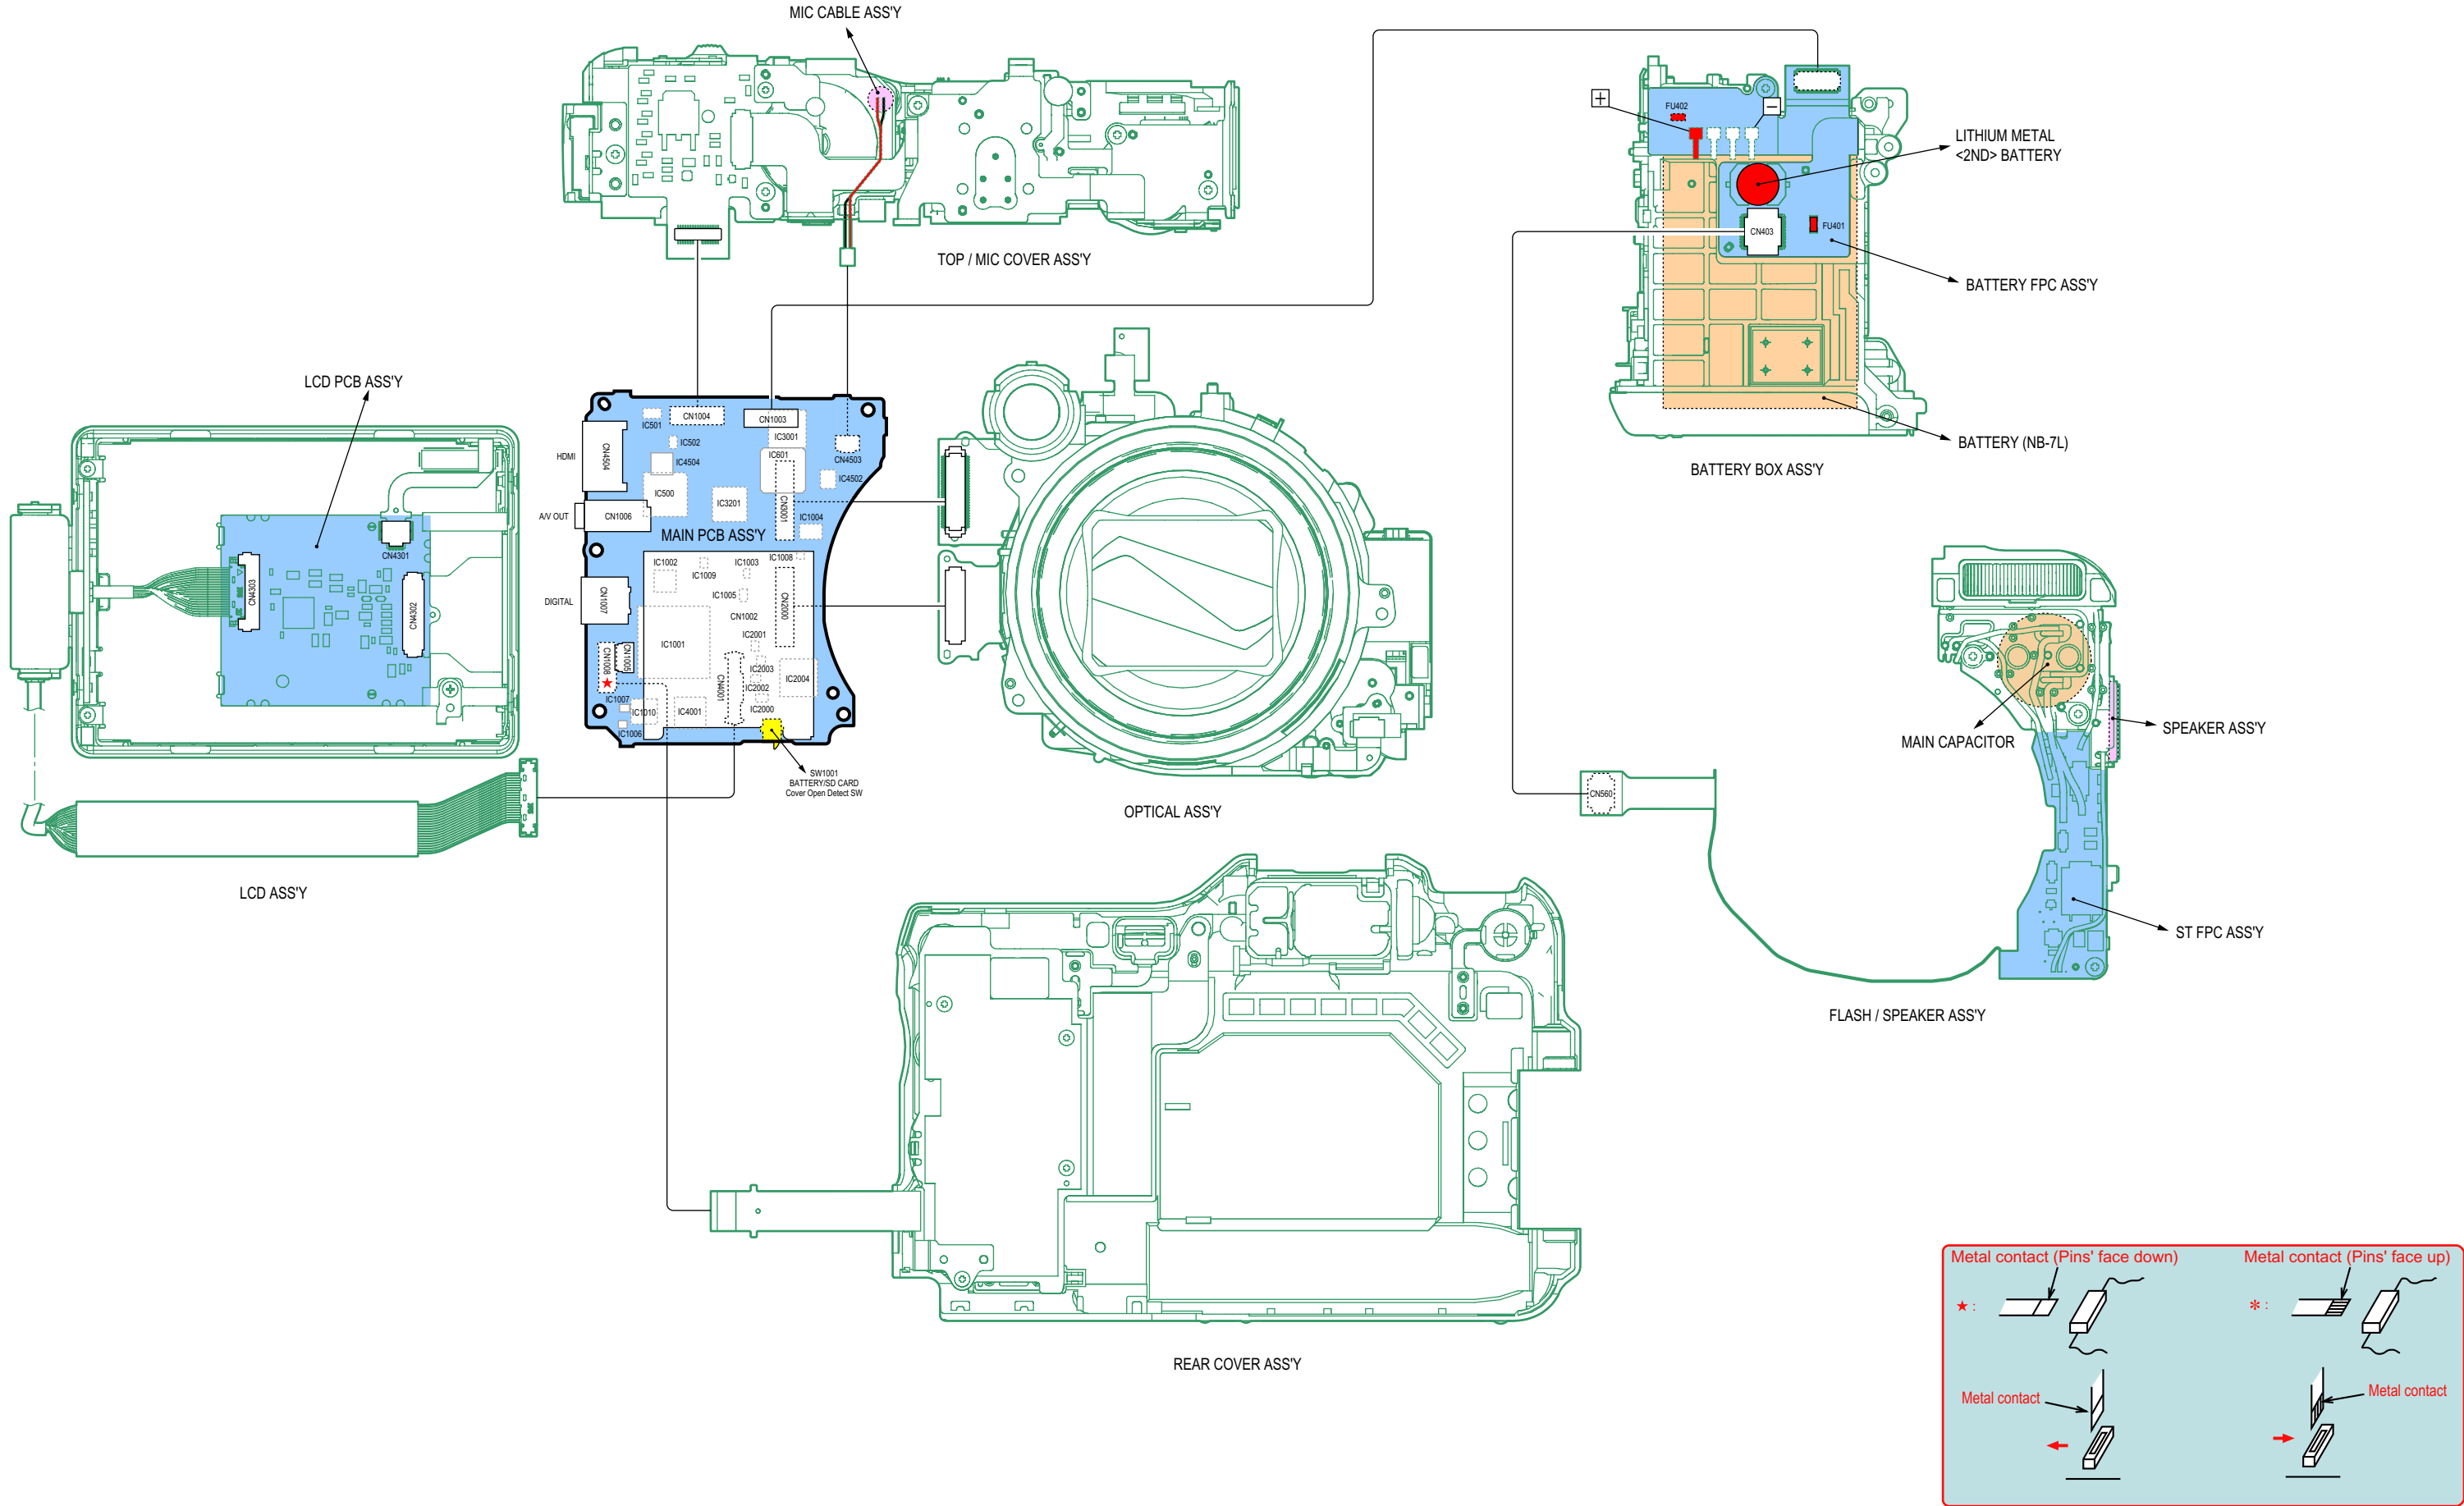 MIC CABLE ASS'Y
TOP / MIC COVER ASS'Y
+
−
FU402
LITHIUM METAL
<2ND> BATTERY
CN403
FU401
BATTERY FPC ASS'Y
BATTERY (NB-7L)
BATTERY BOX ASS'Y
LCD PCB ASS'Y
CN4301
CN4303
CN4302
LCD ASS'Y
HDMI
A/V OUT
DIGITAL
MAIN PCB ASS'Y
CN1004
CN1003
IC501
IC3001
IC502
CN4503
CN4504
IC4504
IC601
IC4502
IC500
IC3201
CN3001
CN1006
IC1004
IC1008
IC1002
IC1003
IC1009
IC1005
CN1007
CN2000
CN1002
IC2001
IC1001
CN1008
★
CN1005
IC2003
IC2004
CN4001
IC2002
IC1007
IC1010
IC4001
IC2000
IC1006
SW1001
BATTERY/SD CARD
Cover Open Detect SW
OPTICAL ASS'Y
CN560
MAIN CAPACITOR
SPEAKER ASS'Y
ST FPC ASS'Y
FLASH / SPEAKER ASS'Y
REAR COVER ASS'Y
Metal contact (Pins' face down)
Metal contact (Pins' face up)
★ :
* :
Metal contact
Metal contact